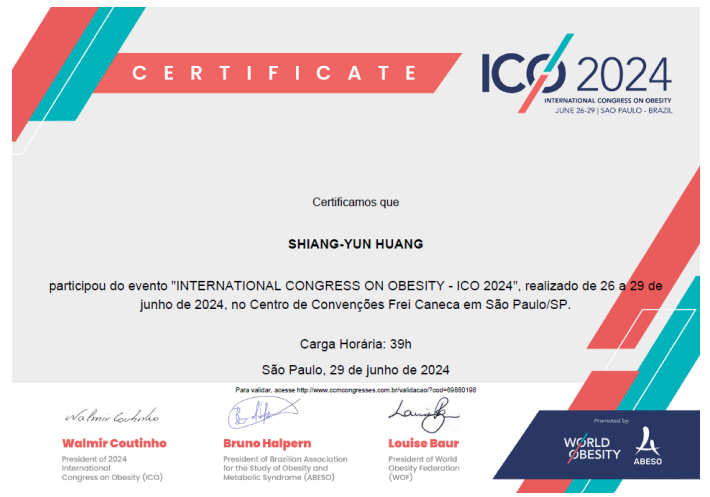 CERTIFICATE
ICO 2024
INTERNATIONAL CONGRESS ON OBESITY
JUNE 26-29 | SAO PAULO - BRAZIL
Certificamos que
SHIANG-YUN HUANG
participou do evento "INTERNATIONAL CONGRESS ON OBESITY - ICO 2024", realizado de 26 a 29 de
junho de 2024, no Centro de Convenções Frei Caneca em São Paulo/SP.
Carga Horária: 39h
São Paulo, 29 de junho de 2024
Para validar, acesse http://www.ccmcongresses.com.br/validacao/?cod=69880198
Walmir Coutinho
Walmir Coutinho
President of 2024
International
Congress on Obesity (ICO)
Bruno Halpern
President of Brazilian Association
for the Study of Obesity and
Metabolic Syndrome (ABESO)
Louise Baur
President of World
Obesity Federation
(WOF)
Promoted by:
WORLD
OBESITY
ABESO